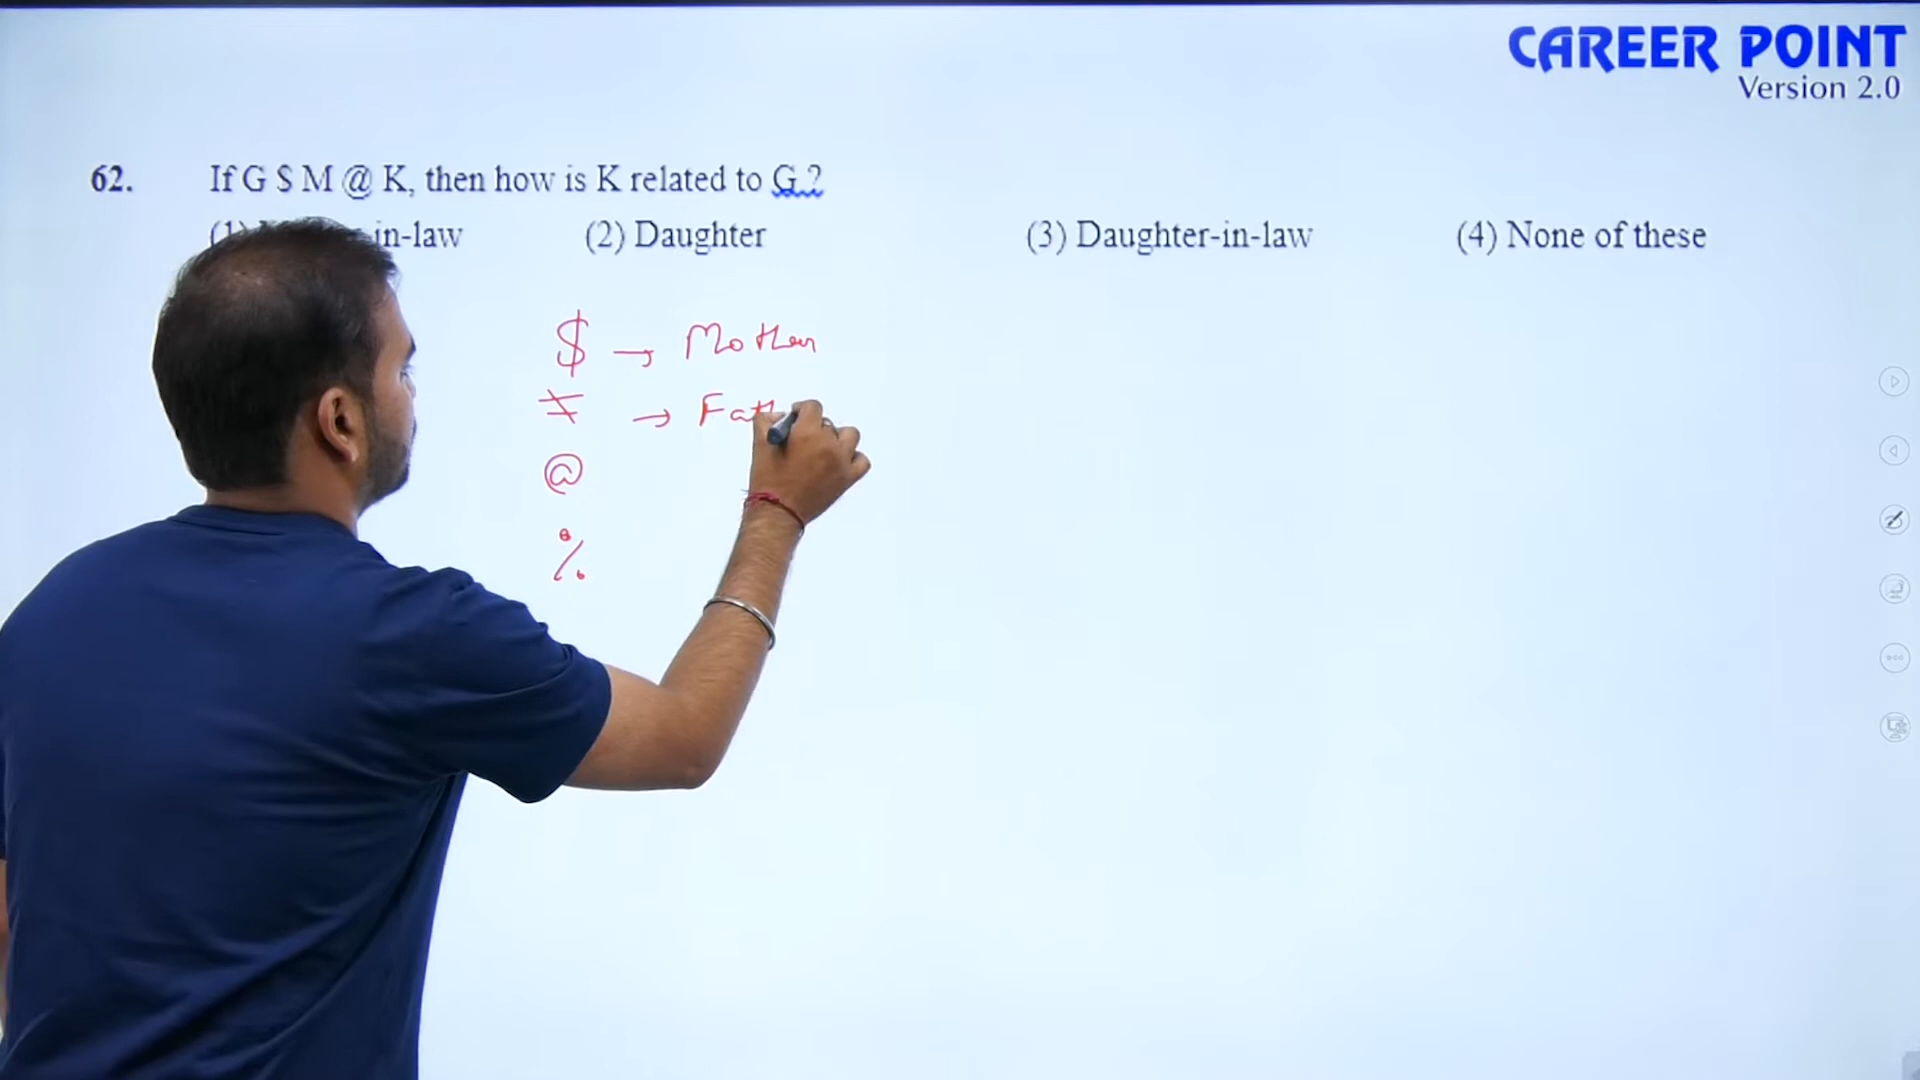 CAREER POINT
Version 2.0
62. If G $ M @ K, then how is K related to G ?
(1) in-law (2) Daughter (3) Daughter-in-law (4) None of these
$ → Mother
* →
@
%